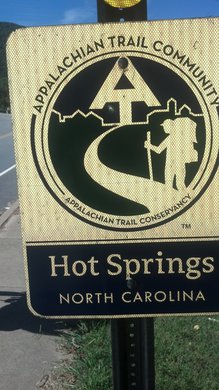 APPALACHIAN TRAIL COMMUNITY
APPALACHIAN TRAIL CONSERVANCY
TM
Hot Springs
NORTH CAROLINA